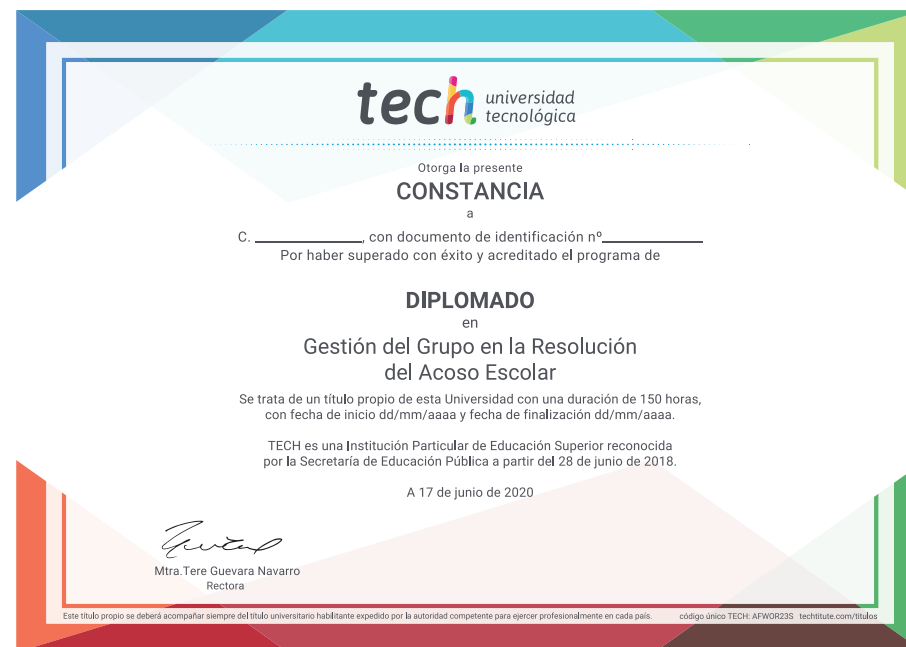 tech universidad
tecnológica
Otorga la presente
CONSTANCIA
a
C. ____________, con documento de identificación nº____________
Por haber superado con éxito y acreditado el programa de
DIPLOMADO
en
Gestión del Grupo en la Resolución
del Acoso Escolar
Se trata de un título propio de esta Universidad con una duración de 150 horas,
con fecha de inicio dd/mm/aaaa y fecha de finalización dd/mm/aaaa.
TECH es una Institución Particular de Educación Superior reconocida
por la Secretaría de Educación Pública a partir del 28 de junio de 2018.
A 17 de junio de 2020
Mtra.Tere Guevara Navarro
Rectora
Este título propio se deberá acompañar siempre del título universitario habilitante expedido por la autoridad competente para ejercer profesionalmente en cada país. código único TECH: AFWOR23S techtitute.com/titulos